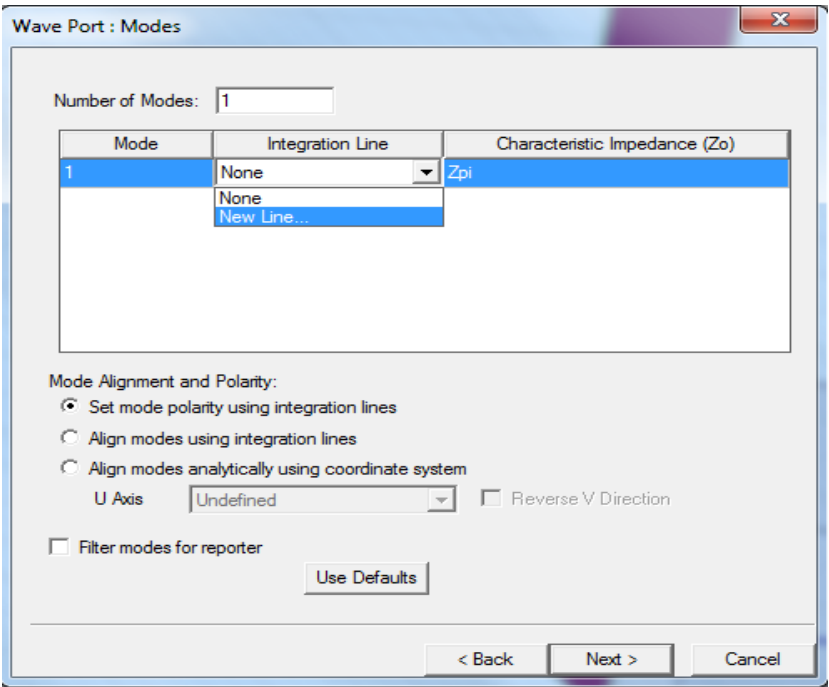 Wave Port : Modes
Number of Modes: 1
Mode Integration Line Characteristic Impedance (Zo)
1 None Zpi
None
New Line...
Mode Alignment and Polarity:
Set mode polarity using integration lines
Align modes using integration lines
Align modes analytically using coordinate system
U Axis Undefined Reverse V Direction
Filter modes for reporter
Use Defaults
< Back Next > Cancel